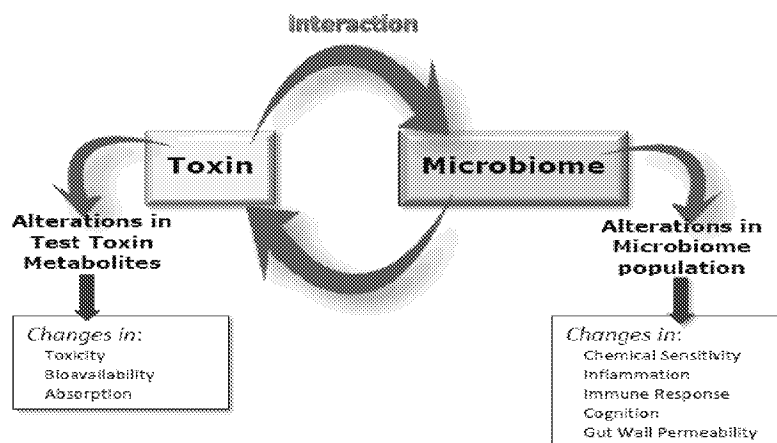 Interaction
Toxin
Microbiome
Alterations in
Test Toxin
Metabolites
Alterations in
Microbiome
population
Changes in:
Toxicity
Bioavailability
Absorption
Changes in:
Chemical Sensitivity
Inflammation
Immune Response
Cognition
Gut Wall Permeability